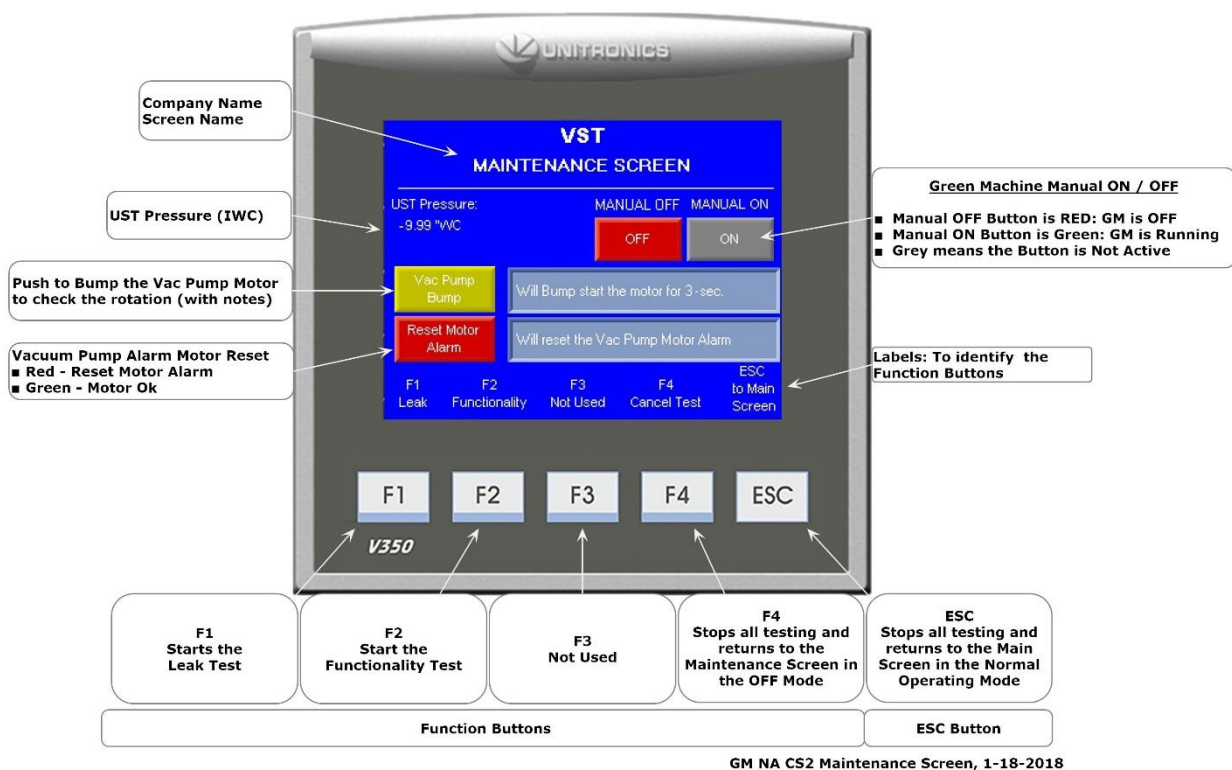 UNITRONICS
Company Name
Screen Name
VST
MAINTENANCE SCREEN
UST Pressure (IWC)
UST Pressure:
-9.99 "WC
MANUAL OFF MANUAL ON
OFF
ON
Green Machine Manual ON / OFF
■ Manual OFF Button is RED: GM is OFF
■ Manual ON Button is Green: GM is Running
■ Grey means the Button is Not Active
Push to Bump the Vac Pump Motor
to check the rotation (with notes)
Vac Pump
Bump
Will Bump start the motor for 3-sec.
Vacuum Pump Alarm Motor Reset
■ Red - Reset Motor Alarm
■ Green - Motor Ok
Reset Motor
Alarm
Will reset the Vac Pump Motor Alarm
Labels: To identify the
Function Buttons
F1
Leak
F2
Functionality
F3
Not Used
F4
Cancel Test
ESC
to Main
Screen
F1
F2
F3
F4
ESC
V350
F1
Starts the
Leak Test
F2
Start the
Functionality Test
F3
Not Used
F4
Stops all testing and
returns to the
Maintenance Screen in
the OFF Mode
ESC
Stops all testing and
returns to the Main
Screen in the Normal
Operating Mode
Function Buttons
ESC Button
GM NA CS2 Maintenance Screen, 1-18-2018